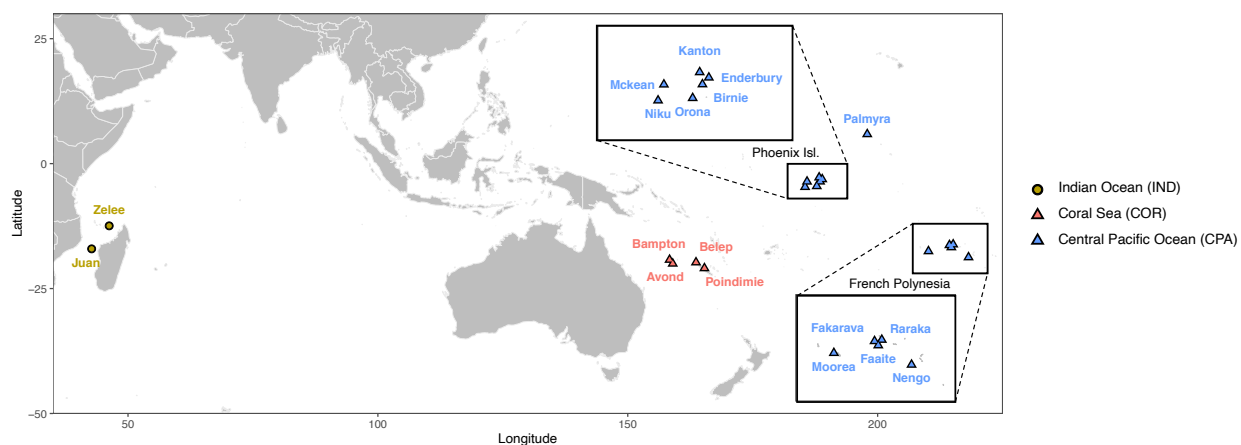 25
0
−25
−50
Latitude
50
100
150
200
Longitude
Kanton
Mckean
Enderbury
Birnie
Niku
Orona
Palmyra
Phoenix Isl.
Zelee
Juan
Bampton
Belep
Avond
Poindimie
French Polynesia
Fakarava
Raraka
Moorea
Faaite
Nengo
Indian Ocean (IND)
Coral Sea (COR)
Central Pacific Ocean (CPA)